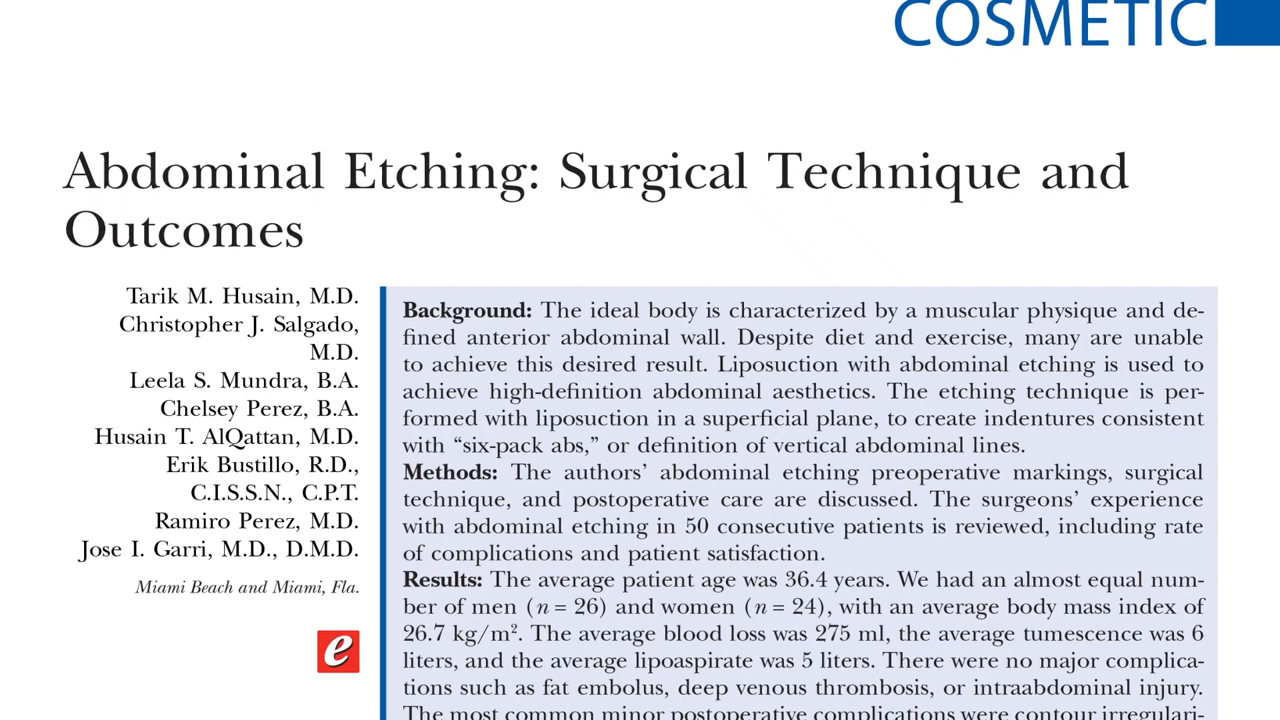 COSMETIC
Abdominal Etching: Surgical Technique and
Outcomes
Tarik M. Husain, M.D.
Christopher J. Salgado,
M.D.
Leela S. Mundra, B.A.
Chelsey Perez, B.A.
Husain T. AlQattan, M.D.
Erik Bustillo, R.D.,
C.I.S.S.N., C.P.T.
Ramiro Perez, M.D.
Jose I. Garri, M.D., D.M.D.
Miami Beach and Miami, Fla.
e
Background: The ideal body is characterized by a muscular physique and de-
fined anterior abdominal wall. Despite diet and exercise, many are unable
to achieve this desired result. Liposuction with abdominal etching is used to
achieve high-definition abdominal aesthetics. The etching technique is per-
formed with liposuction in a superficial plane, to create indentures consistent
with “six-pack abs,” or definition of vertical abdominal lines.
Methods: The authors’ abdominal etching preoperative markings, surgical
technique, and postoperative care are discussed. The surgeons’ experience
with abdominal etching in 50 consecutive patients is reviewed, including rate
of complications and patient satisfaction.
Results: The average patient age was 36.4 years. We had an almost equal num-
ber of men (n = 26) and women (n = 24), with an average body mass index of
26.7 kg/m². The average blood loss was 275 ml, the average tumescence was 6
liters, and the average lipoaspirate was 5 liters. There were no major complica-
tions such as fat embolus, deep venous thrombosis, or intraabdominal injury.
The most common minor postoperative complications were contour irregulari-